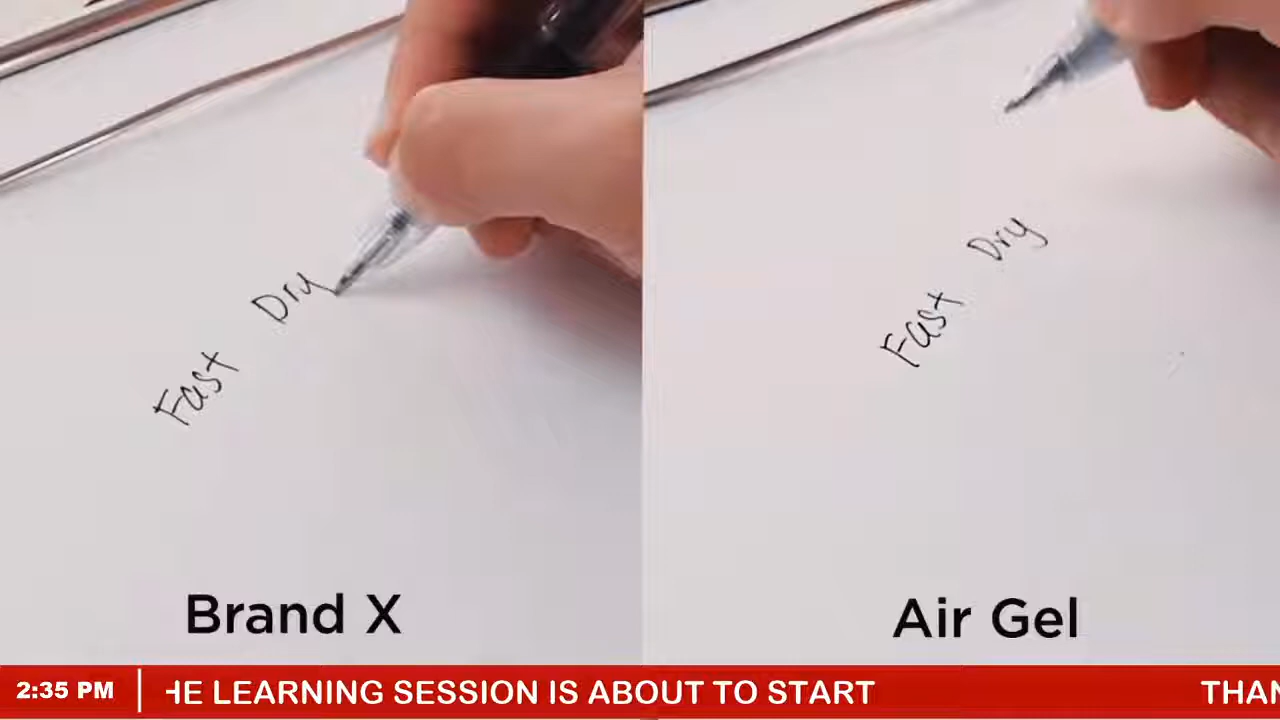 Fast Dry
Fast Dry
Brand X
Air Gel
2:35 PM
HE LEARNING SESSION IS ABOUT TO START
THAN